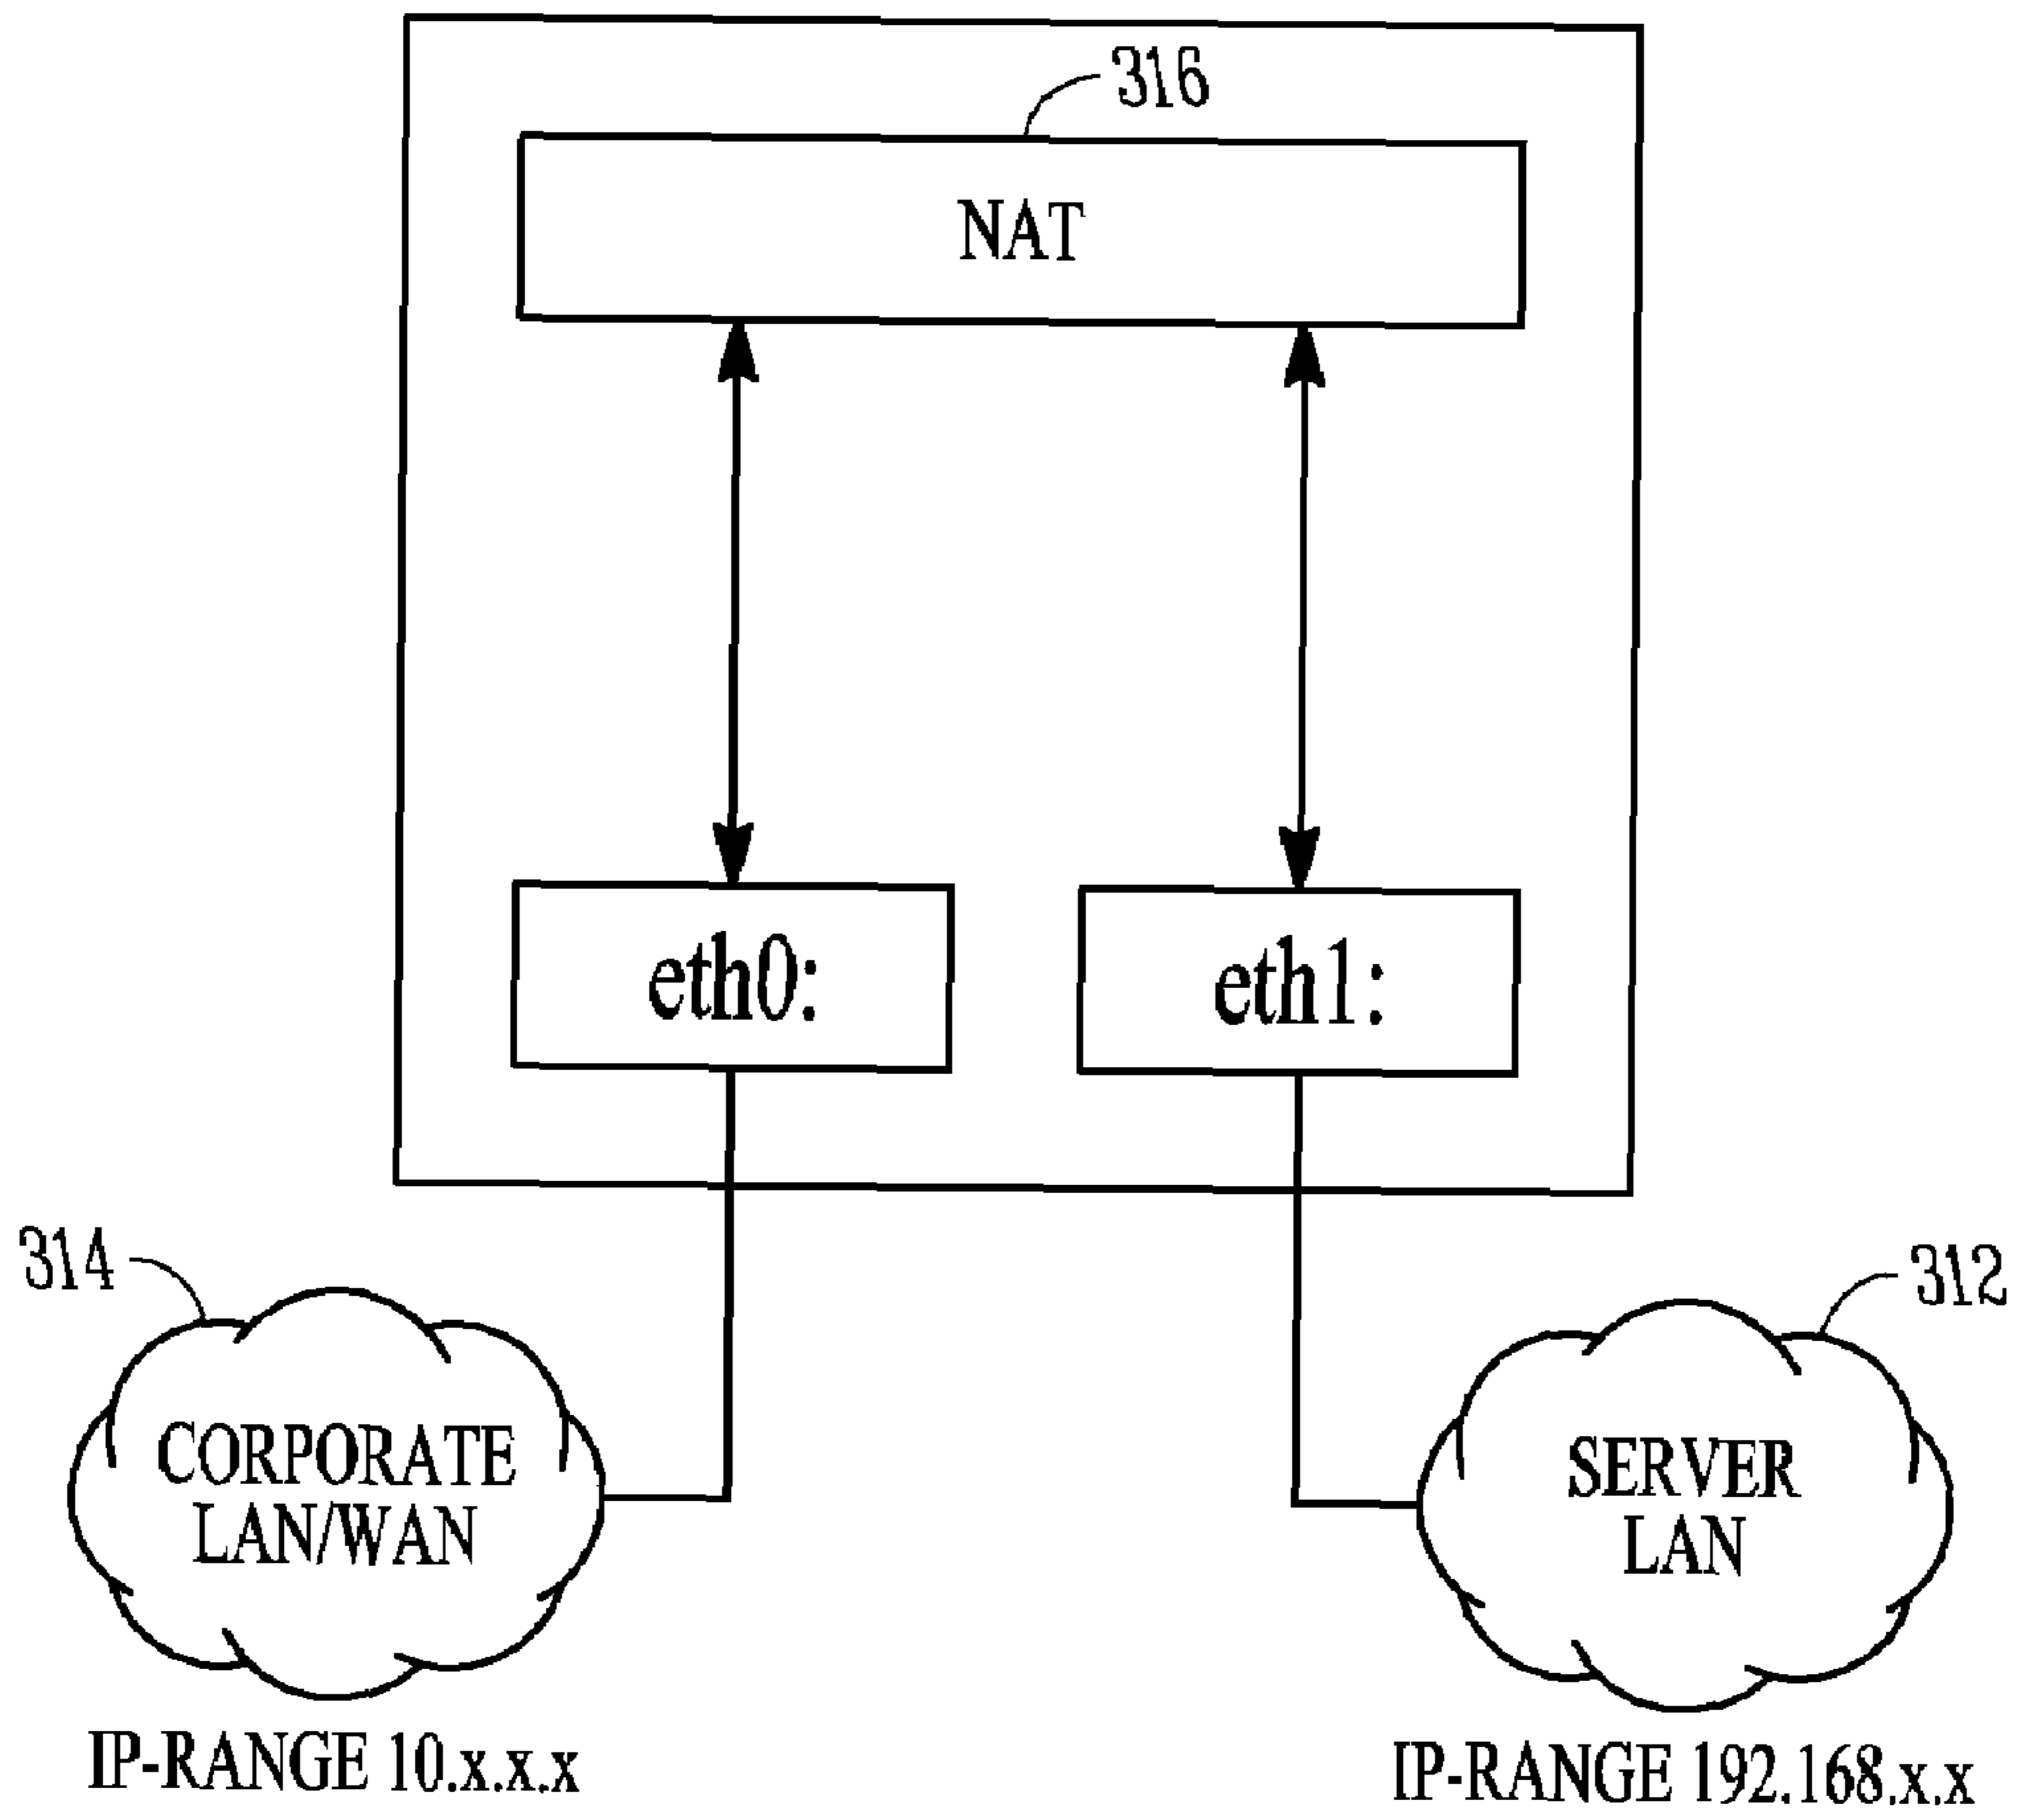 316
NAT
eth0:
eth1:
314
312
CORPORATE
LAN/WAN
SERVER
LAN
IP-RANGE 10.x.x.x
IP-RANGE 192.168.x.x